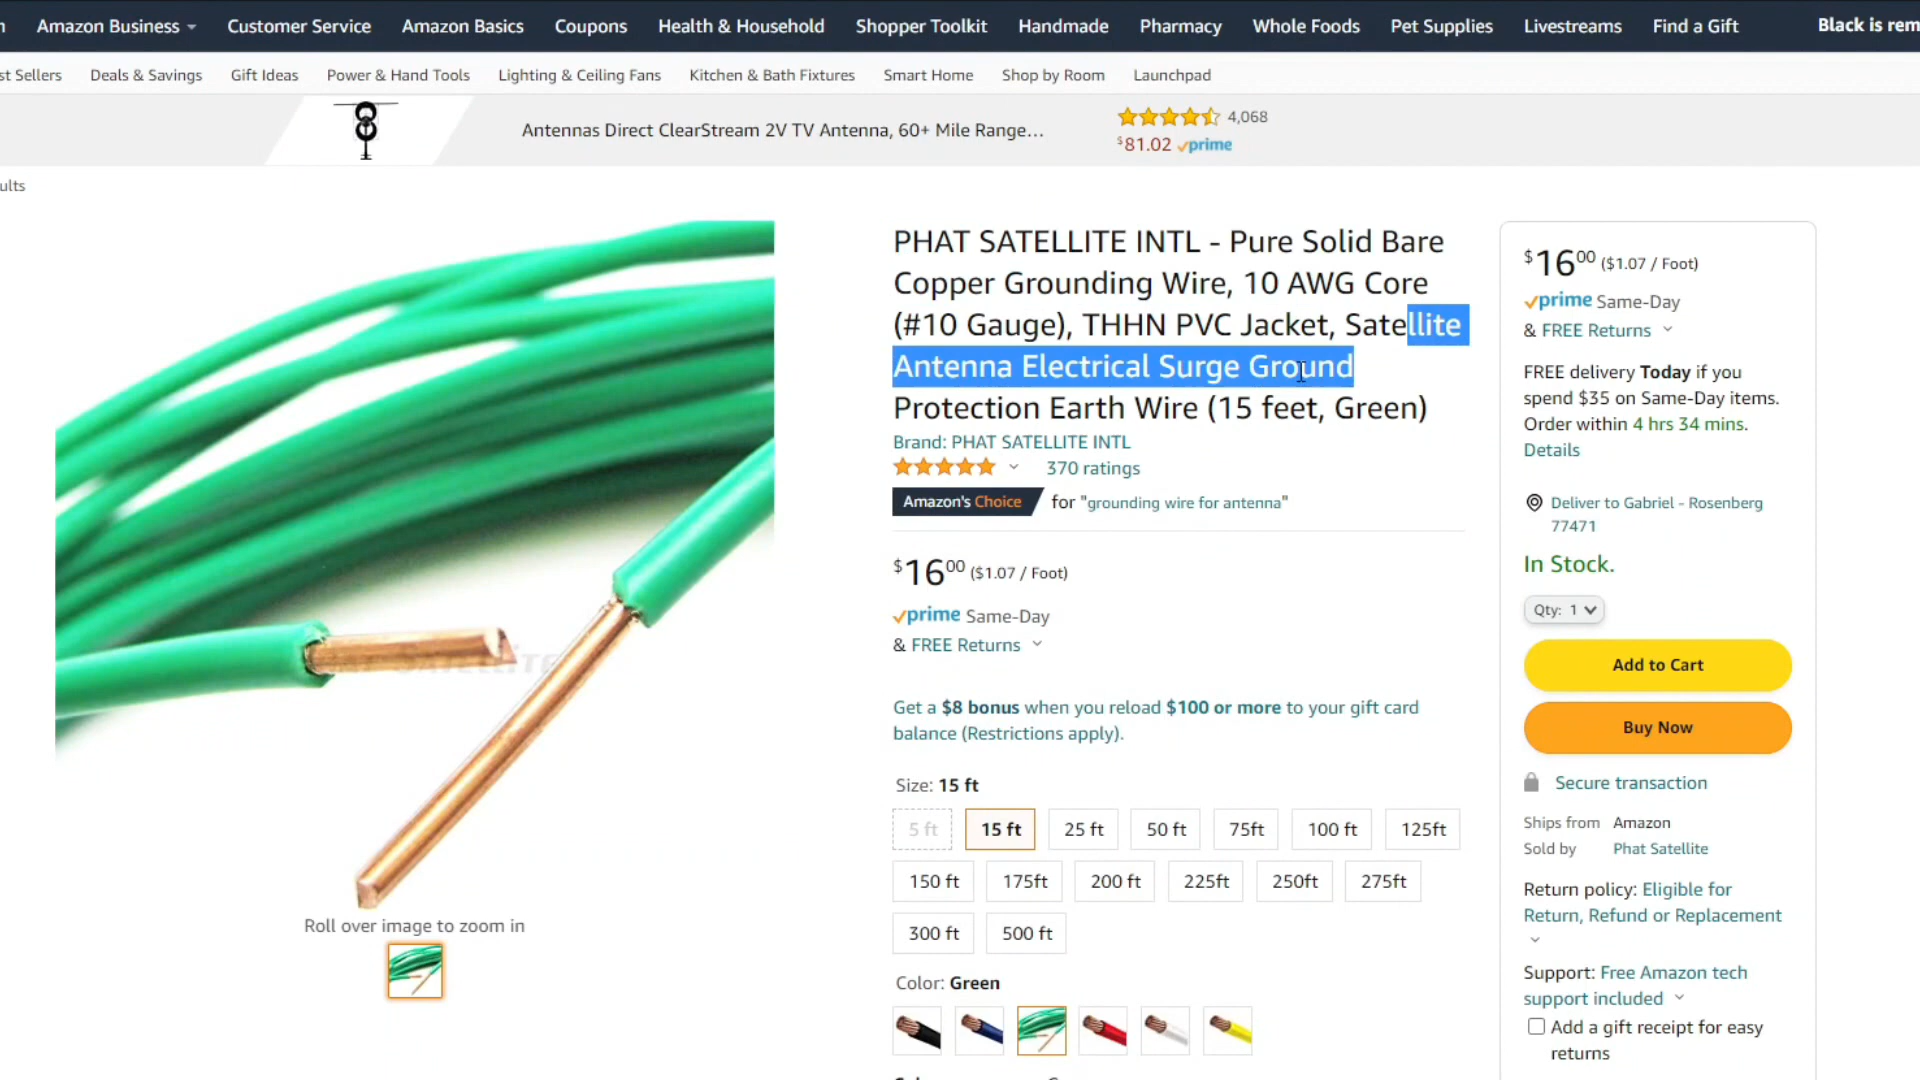 Amazon Business
Customer Service
Amazon Basics
Coupons
Health & Household
Shopper Toolkit
Handmade
Pharmacy
Whole Foods
Pet Supplies
Livestreams
Find a Gift
Black is rem
st Sellers
Deals & Savings
Gift Ideas
Power & Hand Tools
Lighting & Ceiling Fans
Kitchen & Bath Fixtures
Smart Home
Shop by Room
Launchpad
Antennas Direct ClearStream 2V TV Antenna, 60+ Mile Range...
4,068
$81.02 prime
ults
PHAT SATELLITE INTL - Pure Solid Bare
Copper Grounding Wire, 10 AWG Core
(#10 Gauge), THHN PVC Jacket, Satellite
Antenna Electrical Surge Ground
Protection Earth Wire (15 feet, Green)
Brand: PHAT SATELLITE INTL
370 ratings
Amazon's Choice for "grounding wire for antenna"
$16.00 ($1.07 / Foot)
prime Same-Day
& FREE Returns
Get a $8 bonus when you reload $100 or more to your gift card
balance (Restrictions apply).
Size: 15 ft
5 ft
15 ft
25 ft
50 ft
75ft
100 ft
125ft
150 ft
175ft
200 ft
225ft
250ft
275ft
300 ft
500 ft
Color: Green
Roll over image to zoom in
$16.00 ($1.07 / Foot)
prime Same-Day
& FREE Returns
FREE delivery Today if you
spend $35 on Same-Day items.
Order within 4 hrs 34 mins.
Details
Deliver to Gabriel - Rosenberg
77471
In Stock.
Qty: 1
Add to Cart
Buy Now
Secure transaction
Ships from Amazon
Sold by Phat Satellite
Return policy: Eligible for
Return, Refund or Replacement
Support: Free Amazon tech
support included
Add a gift receipt for easy
returns